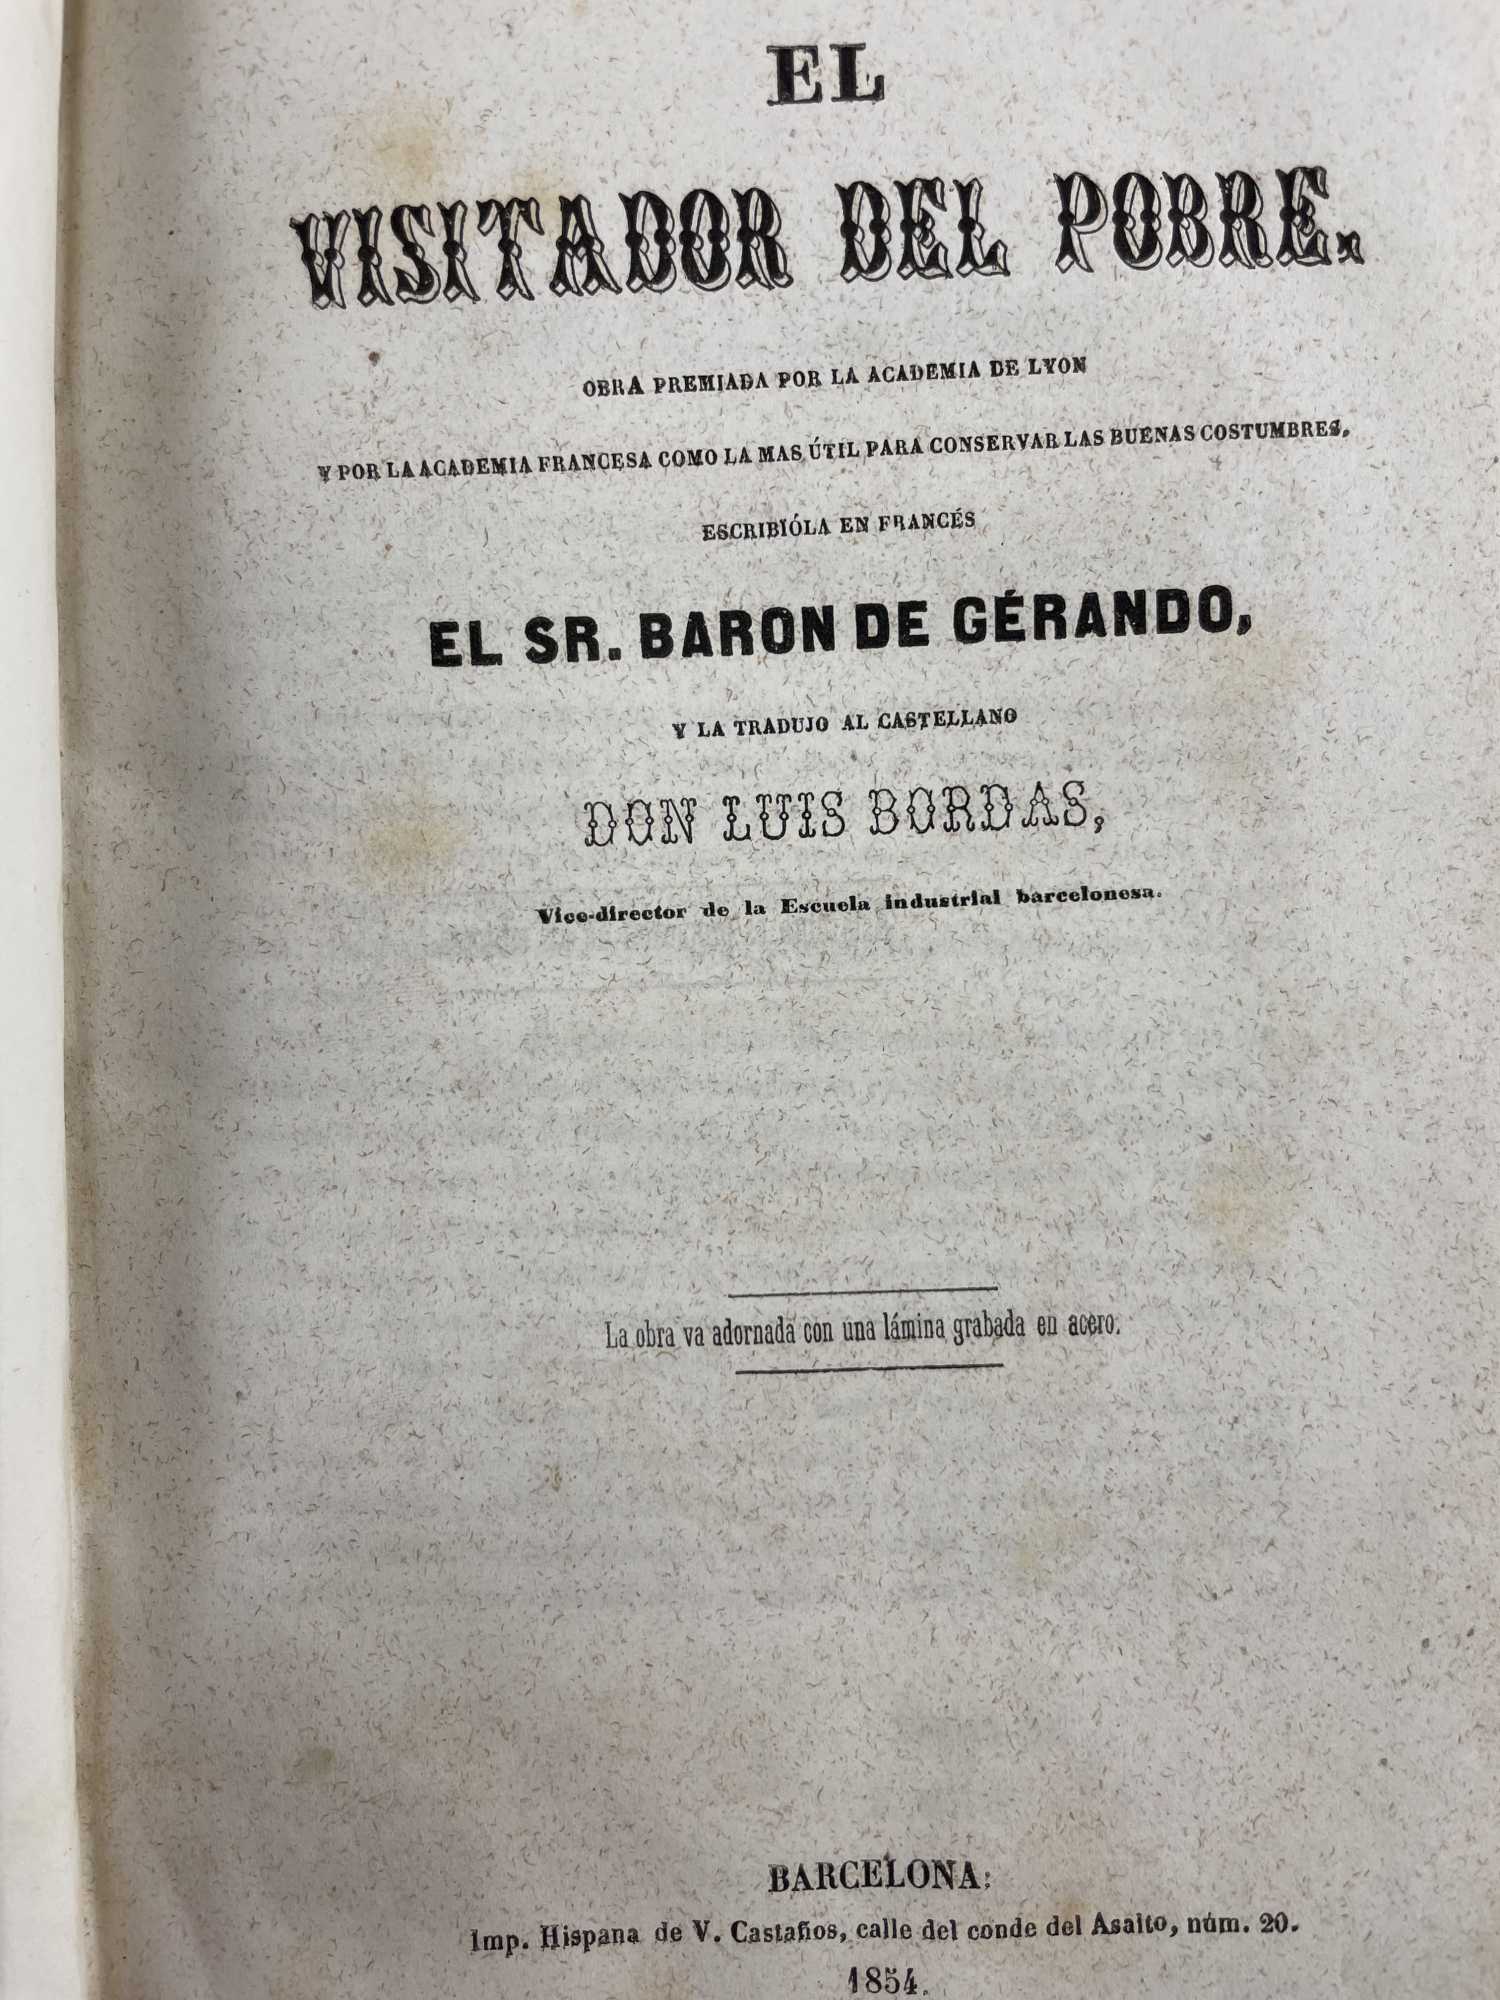 EL
VISITADOR DEL POBRE.
OBRA PREMIADA POR LA ACADEMIA DE LYON
Y POR LA ACADEMIA FRANCESA COMO LA MAS ÚTIL PARA CONSERVAR LAS BUENAS COSTUMBRES,
ESCRIBIÓLA EN FRANCÉS
EL SR. BARON DE GÉRANDO,
Y LA TRADUJO AL CASTELLANO
DON LUIS BORDAS,
Vice-director de la Escuela industrial barcelonesa.
La obra va adornada con una lámina grabada en acero.
BARCELONA:
Imp. Hispana de V. Castaños, calle del conde del Asalto, núm. 20.
1854.